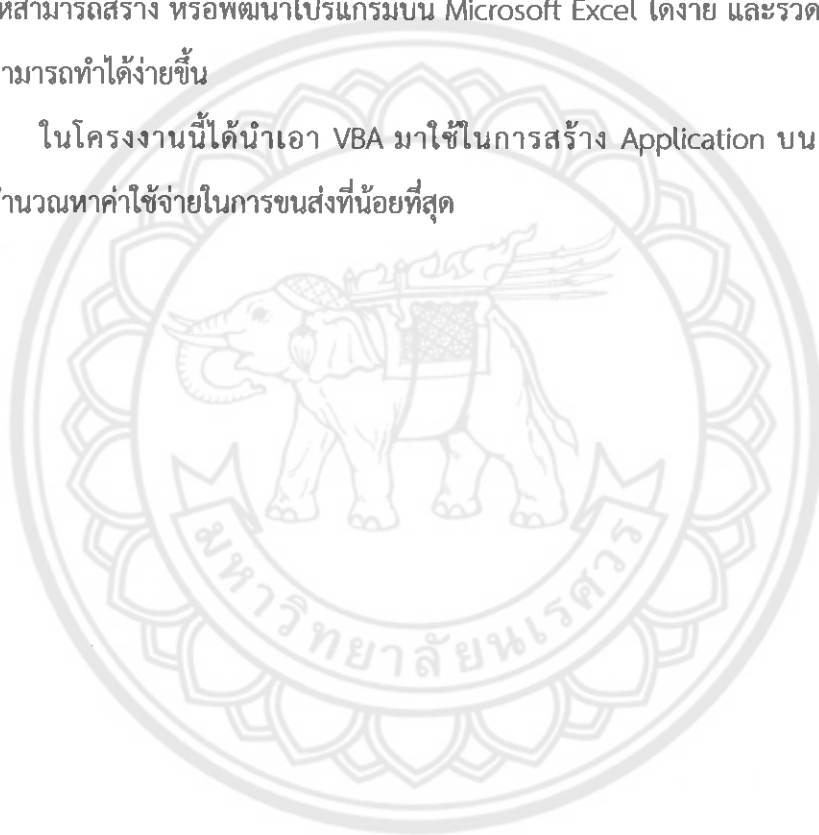 สามารถสร้าง หรือพัฒนาโปรแกรมบน Microsoft Excel ได้ง่าย และรวด
ามารถทำได้ง่ายขึ้น
ในโครงงานนี้ได้นำเอา VBA มาใช้ในการสร้าง Application บน
ำนวณหาค่าใช้จ่ายในการขนส่งที่น้อยที่สุด
มหาวิทยาลัยนเรศวร